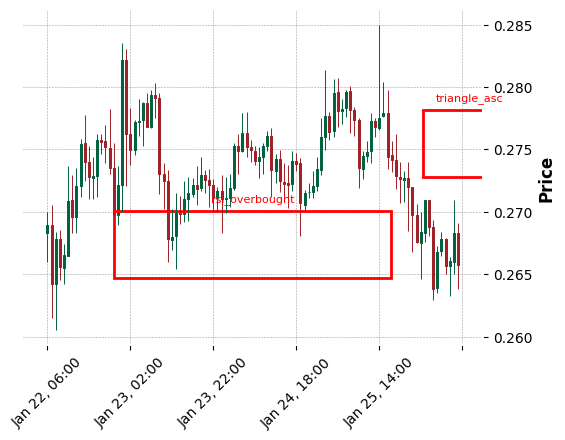 0.285
triangle_asc
0.280
0.275
rsi_overbought
0.270
0.265
0.260
Price
Jan 22, 06:00
Jan 23, 02:00
Jan 23, 22:00
Jan 24, 18:00
Jan 25, 14:00